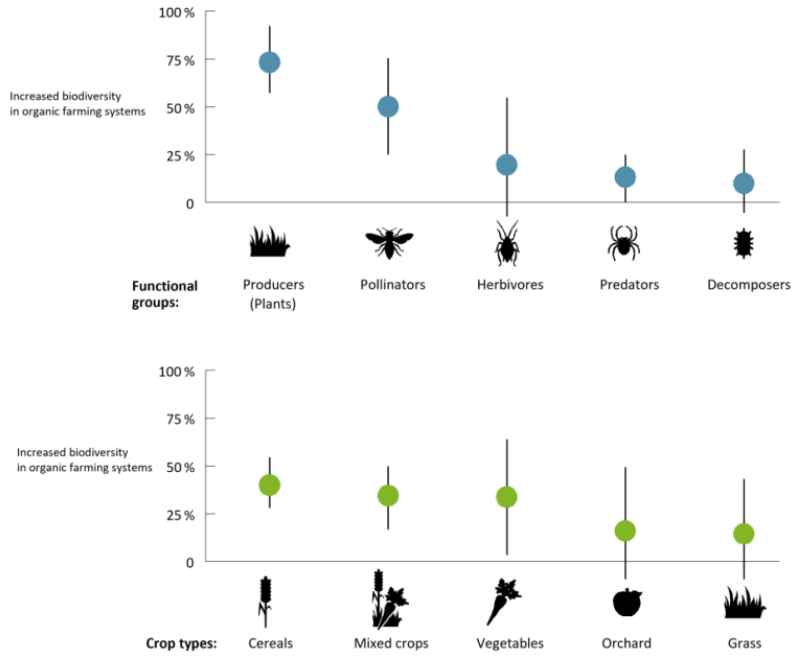 100 %
75 %
Increased biodiversity
in organic farming systems
50 %
25 %
0
Functional groups:
Producers (Plants)
Pollinators
Herbivores
Predators
Decomposers
100 %
75 %
Increased biodiversity
in organic farming systems
50 %
25 %
0
Crop types:
Cereals
Mixed crops
Vegetables
Orchard
Grass